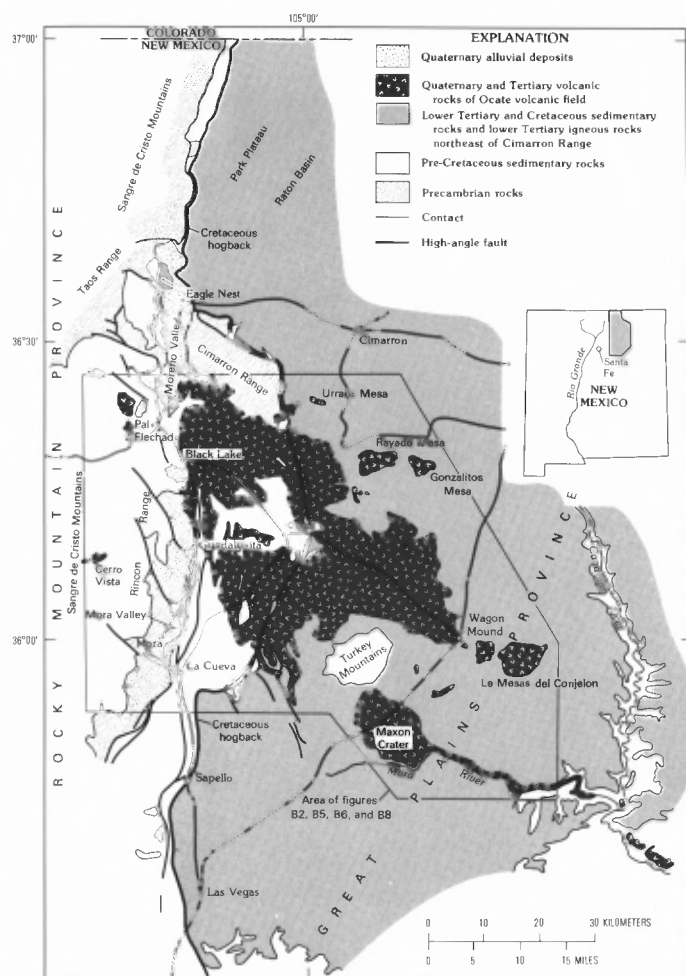 105°00'
37°00'
COLORADO
NEW MEXICO
EXPLANATION
Quaternary alluvial deposits
Quaternary and Tertiary volcanic
rocks of Ocate volcanic field
Lower Tertiary and Cretaceous sedimentary
rocks and lower Tertiary igneous rocks
northeast of Cimarron Range
Pre-Cretaceous sedimentary rocks
Precambrian rocks
Contact
High-angle fault
Sangre de Cristo Mountains
Park Plateau
Raton Basin
Cretaceous
hogback
Taos Range
Eagle Nest
Moreno Valley
Cimarron Range
Cimarron
36°30'
Urraca Mesa
Rayado Mesa
Gonzalitos
Mesa
Black Lake
Rio Grande
Santa
Fe
NEW
MEXICO
ROCKY MOUNTAIN PROVINCE
Sangre de Cristo Mountains
Rincon Range
Cerro
Vista
Mora Valley
Mora
36°00'
La Cueva
Turkey
Mountains
Wagon
Mound
Le Mesas del Conjelon
Cretaceous
hogback
Maxon
Crater
Mora River
Sapello
Area of figures
B2, B5, B6, and B8
Las Vegas
GREAT PLAINS PROVINCE
0 10 20 30 KILOMETERS
0 5 10 15 MILES
105°00'